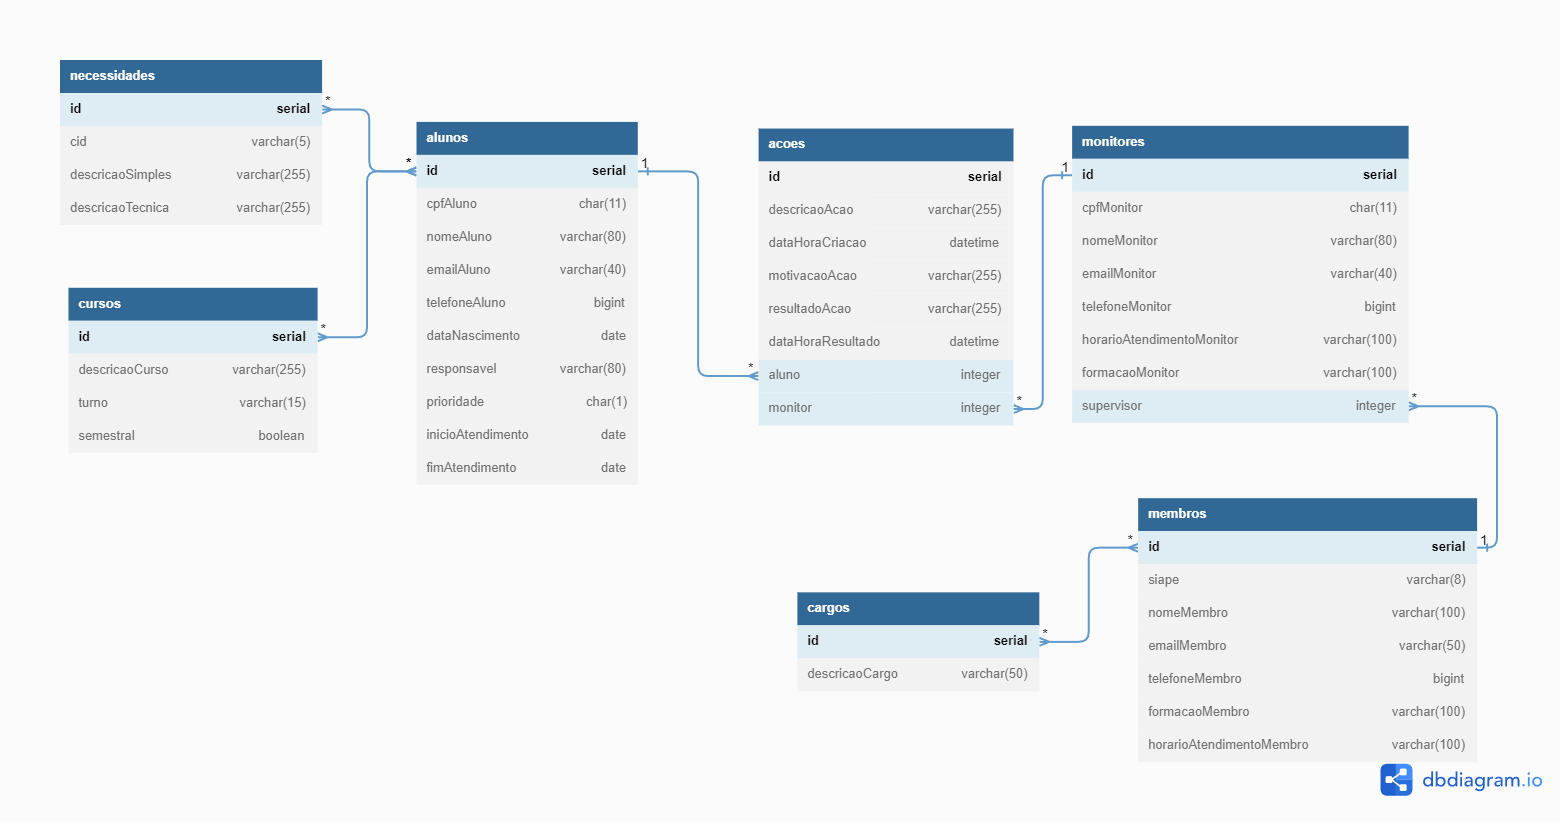 necessidades
id serial
cid varchar(5)
descricaoSimples varchar(255)
descricaoTecnica varchar(255)
*
cursos
id serial
descricaoCurso varchar(255)
turno varchar(15)
semestral boolean
*
*
alunos
id serial
cpfAluno char(11)
nomeAluno varchar(80)
emailAluno varchar(40)
telefoneAluno bigint
dataNascimento date
responsavel varchar(80)
prioridade char(1)
inicioAtendimento date
fimAtendimento date
1
*
acoes
id serial
descricaoAcao varchar(255)
dataHoraCriacao datetime
motivacaoAcao varchar(255)
resultadoAcao varchar(255)
dataHoraResultado datetime
aluno integer
monitor integer
*
1
monitores
id serial
cpfMonitor char(11)
nomeMonitor varchar(80)
emailMonitor varchar(40)
telefoneMonitor bigint
horarioAtendimentoMonitor varchar(100)
formacaoMonitor varchar(100)
supervisor integer
*
cargos
id serial
descricaoCargo varchar(50)
*
*
membros
id serial
siape varchar(8)
nomeMembro varchar(100)
emailMembro varchar(50)
telefoneMembro bigint
formacaoMembro varchar(100)
horarioAtendimentoMembro varchar(100)
1
dbdiagram.io